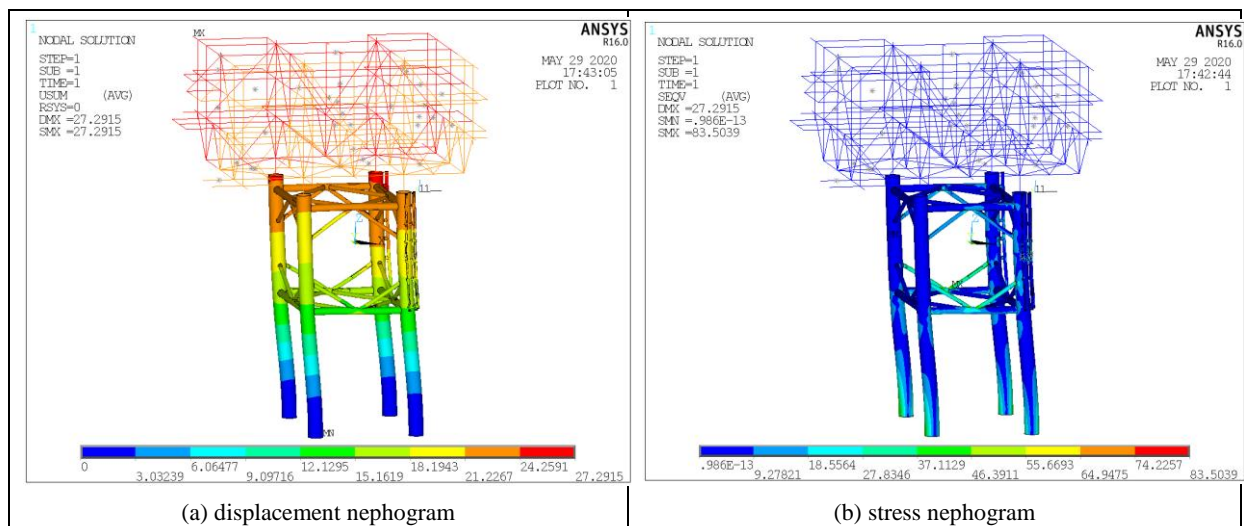 1
NODAL SOLUTION
STEP=1
SUB =1
TIME=1
USUM (AVG)
RSYS=0
DMX =27.2915
SMX =27.2915
MX
ANSYS
R16.0
MAY 29 2020
17:43:05
PLOT NO. 1
11
Z
MN
0 6.06477 12.1295 18.1943 24.2591
3.03239 9.09716 15.1619 21.2267 27.2915
(a) displacement nephogram
1
NODAL SOLUTION
STEP=1
SUB =1
TIME=1
SEQV (AVG)
DMX =27.2915
SMN =.986E-13
SMX =83.5039
ANSYS
R16.0
MAY 29 2020
17:42:44
PLOT NO. 1
11
MN
.986E-13 18.5564 37.1129 55.6693 74.2257
9.27821 27.8346 46.3911 64.9475 83.5039
(b) stress nephogram